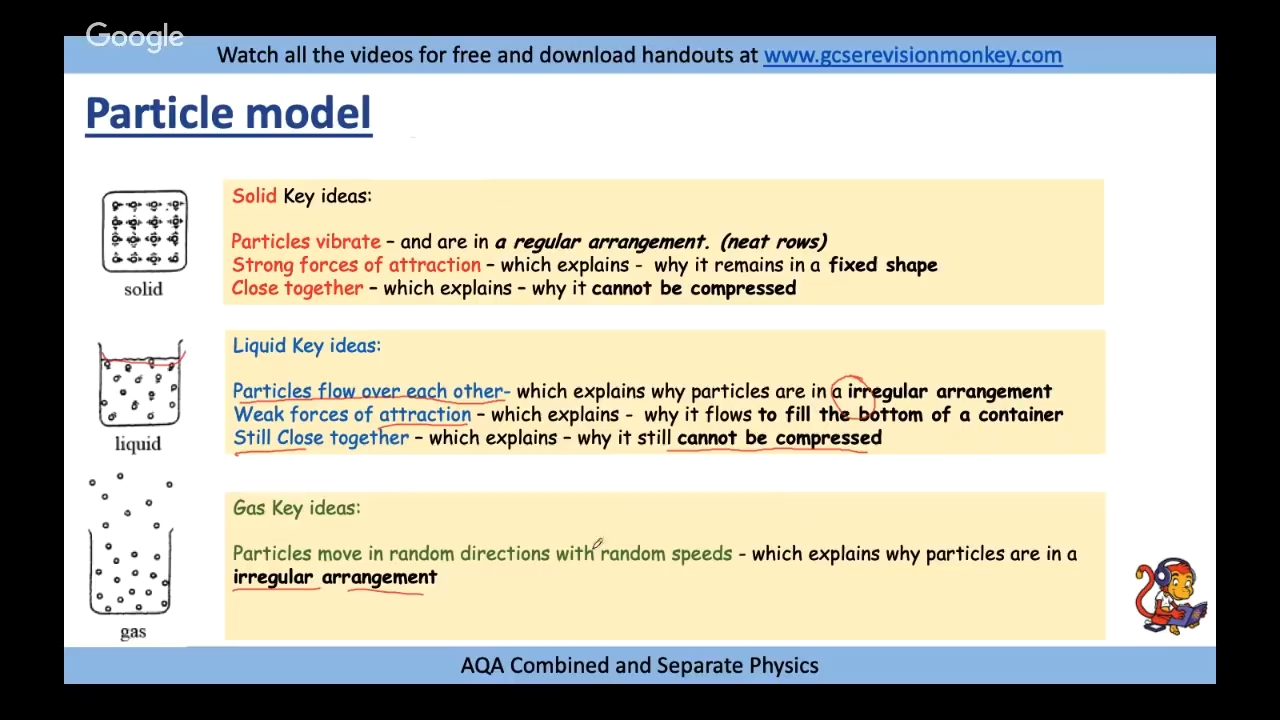 Google
Watch all the videos for free and download handouts at www.gcserevisionmonkey.com
Particle model
Solid Key ideas:
Particles vibrate – and are in a regular arrangement. (neat rows)
Strong forces of attraction – which explains - why it remains in a fixed shape
Close together – which explains – why it cannot be compressed
solid
Liquid Key ideas:
Particles flow over each other- which explains why particles are in a irregular arrangement
Weak forces of attraction – which explains - why it flows to fill the bottom of a container
Still Close together – which explains – why it still cannot be compressed
liquid
Gas Key ideas:
Particles move in random directions with random speeds - which explains why particles are in a
irregular arrangement
gas
AQA Combined and Separate Physics